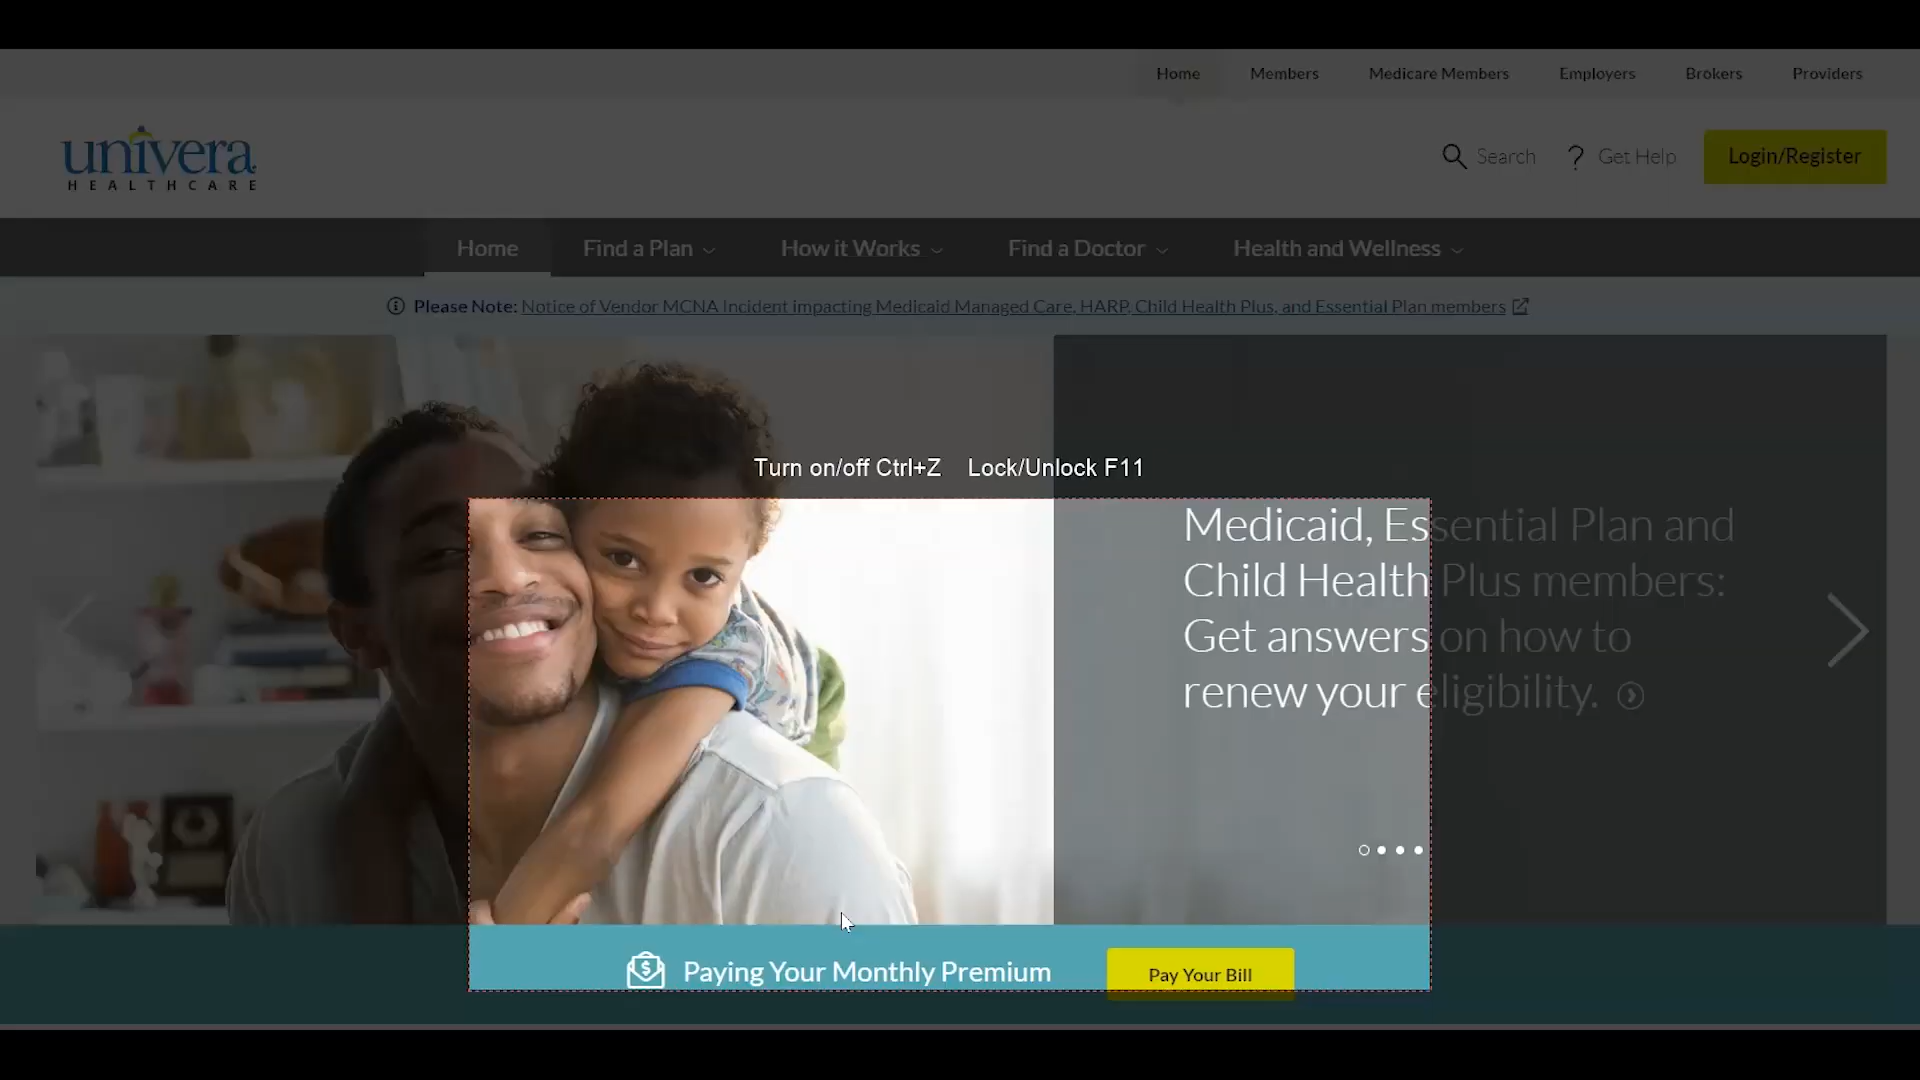 Home Members Medicare Members Employers Brokers Providers
univera
HEALTHCARE
Search ? Get Help Login/Register
Home Find a Plan How it Works Find a Doctor Health and Wellness
Please Note: Notice of Vendor MCNA Incident impacting Medicaid Managed Care, HARP, Child Health Plus, and Essential Plan members
Turn on/off Ctrl+Z Lock/Unlock F11
Medicaid, Essential Plan and
Child Health Plus members:
Get answers on how to
renew your eligibility.
Paying Your Monthly Premium Pay Your Bill